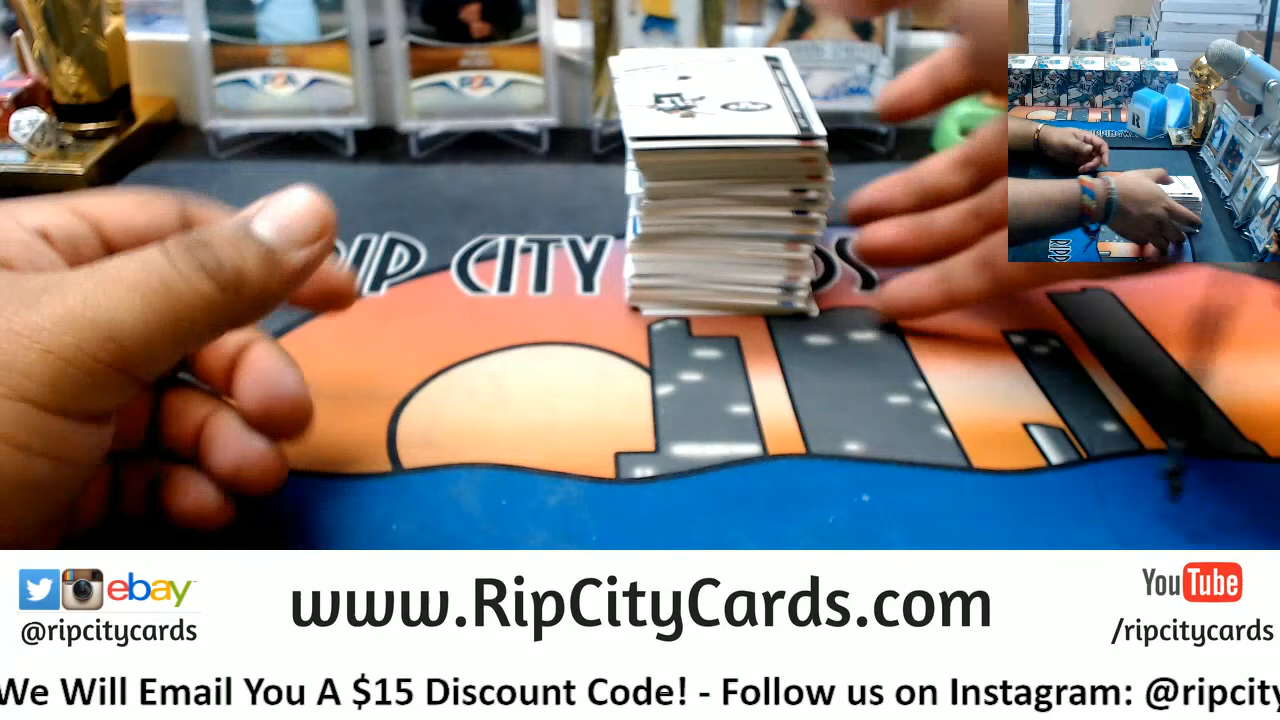 RIP CITY
www.RipCityCards.com
ebay
@ripcitycards
YouTube
/ripcitycards
We Will Email You A $15 Discount Code! - Follow us on Instagram: @ripcity